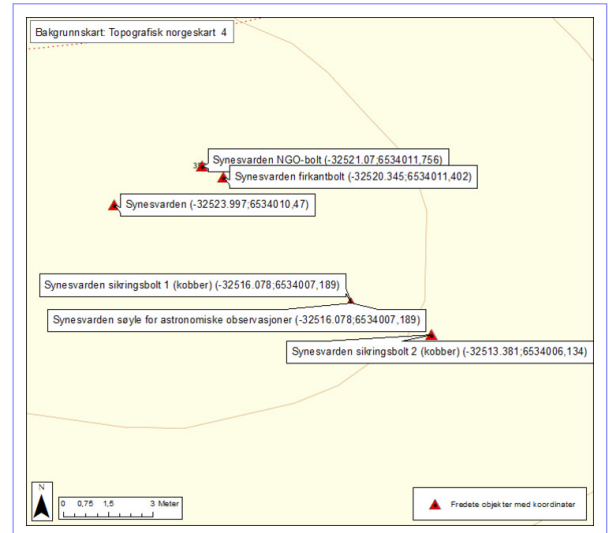 Bakgrunnskart: Topografisk norgeskart 4
Synesvarden NGO-bolt (-32521.07;6534011,756)
Synesvarden firkantbolt (-32520.345;6534011,402)
Synesvarden (-32523.997;6534010,47)
Synesvarden sikringsbolt 1 (kobber) (-32516.078;6534007,189)
Synesvarden søyle for astronomiske observasjoner (-32516.078;6534007,189)
Synesvarden sikringsbolt 2 (kobber) (-32513.381;6534006,134)
N
0 0,75 1,5 3 Meter
Fredete objekter med koordinater